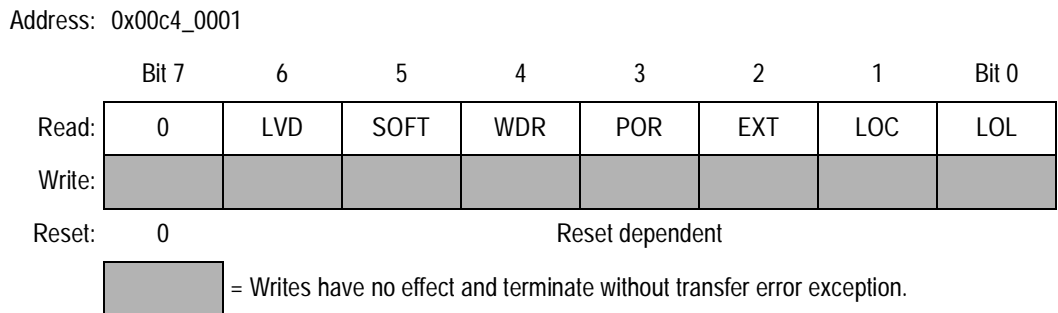 Address: 0x00c4_0001
Bit 7 6 5 4 3 2 1 Bit 0
Read: 0 LVD SOFT WDR POR EXT LOC LOL
Write:
Reset: 0 Reset dependent
= Writes have no effect and terminate without transfer error exception.